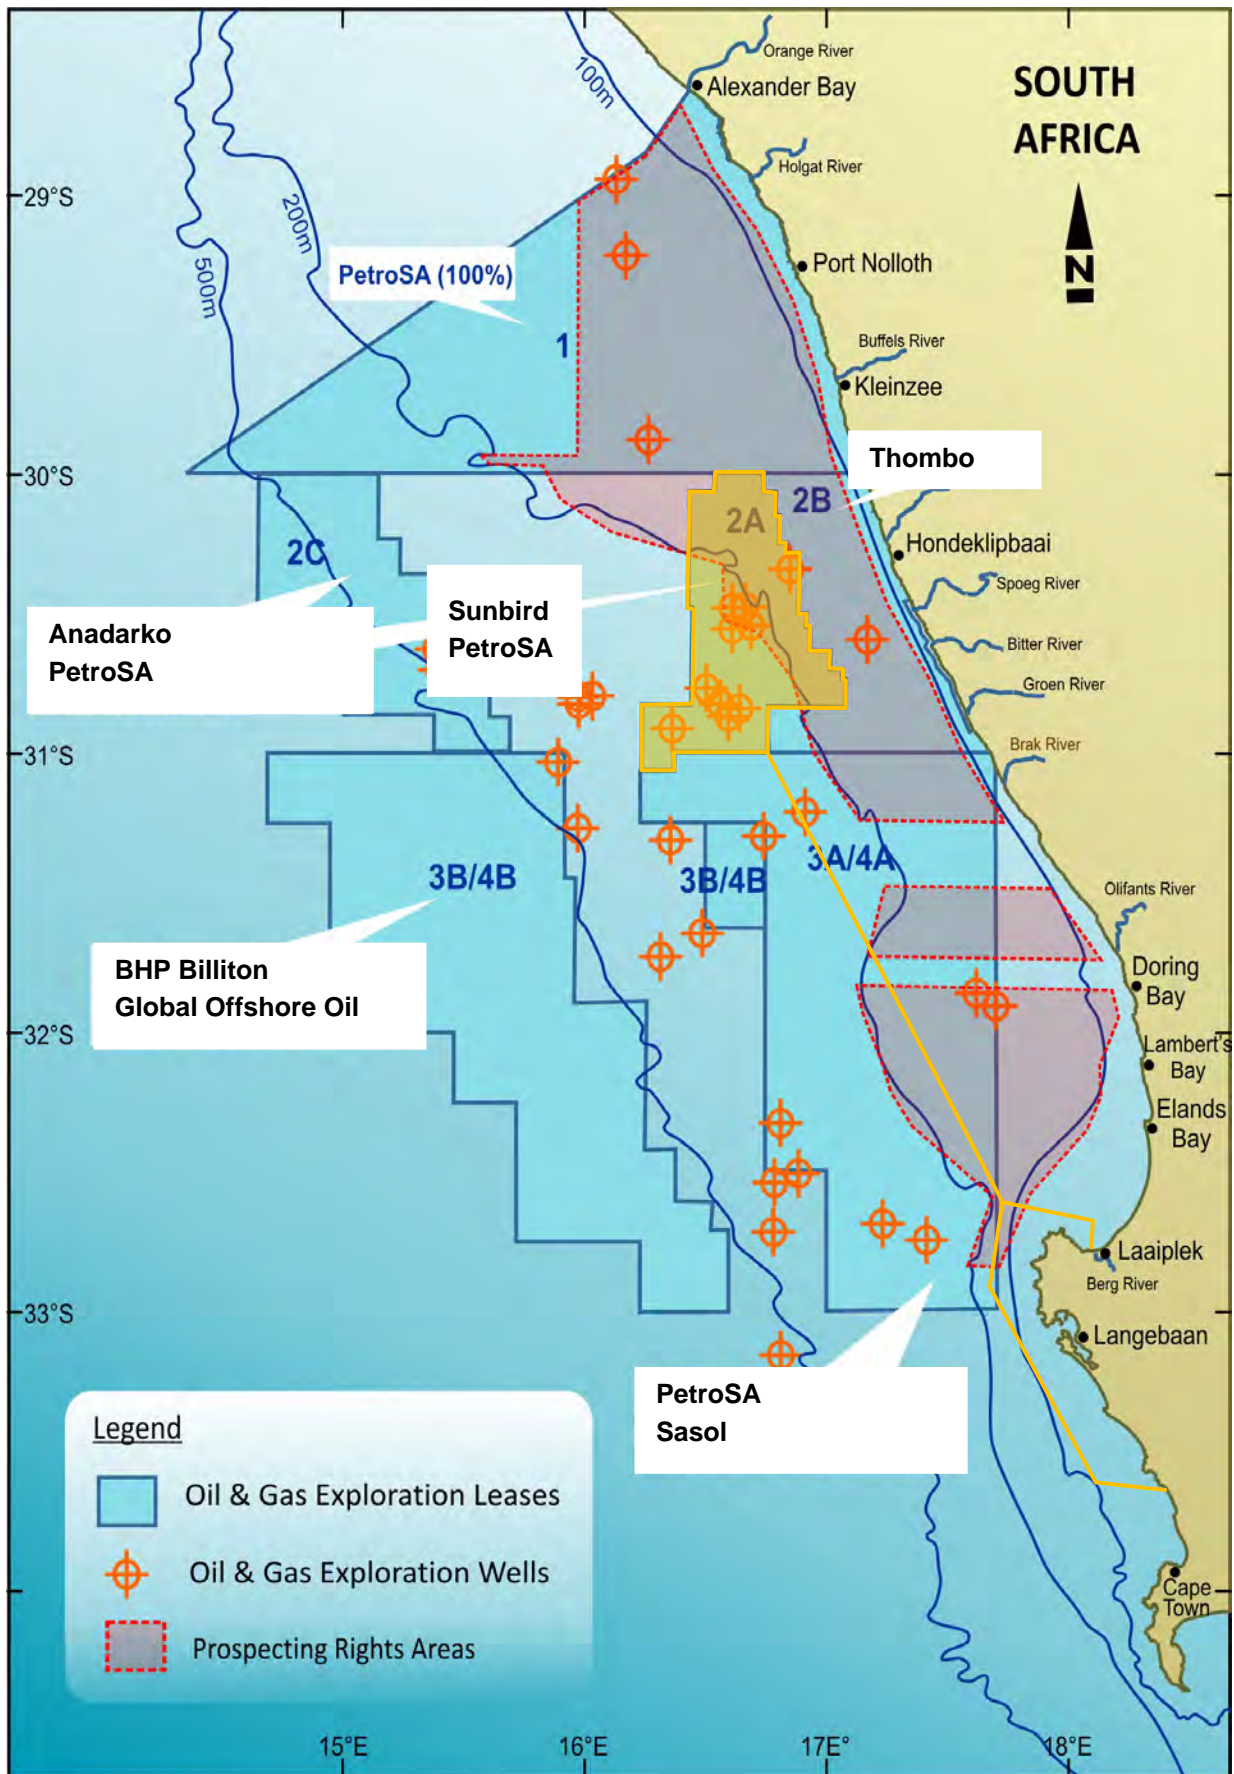 Orange River
100m
Alexander Bay
SOUTH
AFRICA
Holgat River
29°S
200m
500m
Port Nolloth
PetroSA (100%)
N
1
Buffels River
Kleinzee
Thombo
30°S
2B
2A
Hondeklipbaai
2C
Spoeg River
Sunbird
PetroSA
Anadarko
PetroSA
Bitter River
Groen River
Brak River
31°S
3B/4B
3B/4B
3A/4A
Olifants River
BHP Billiton
Global Offshore Oil
Doring
Bay
32°S
Lambert's
Bay
Elands
Bay
Laaiplek
Berg River
33°S
Langebaan
PetroSA
Sasol
Legend
Oil & Gas Exploration Leases
Oil & Gas Exploration Wells
Prospecting Rights Areas
Cape
Town
15°E
16°E
17E°
18°E